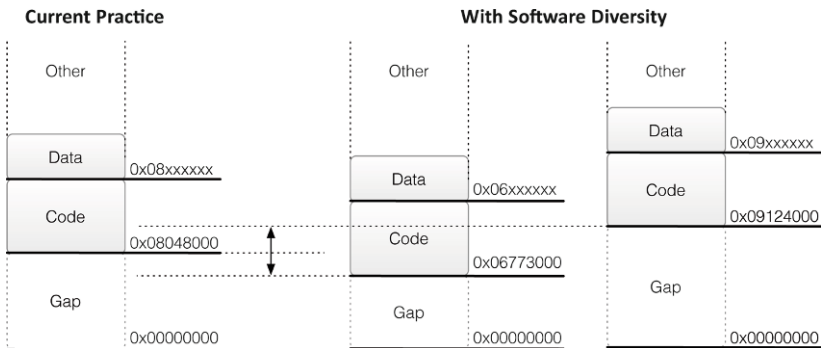 Current Practice
With Software Diversity
Other
Data
0x08xxxxxx
Code
0x08048000
Gap
0x00000000
Other
Data
0x06xxxxxx
Code
0x06773000
Gap
0x00000000
Other
Data
0x09xxxxxx
Code
0x09124000
Gap
0x00000000